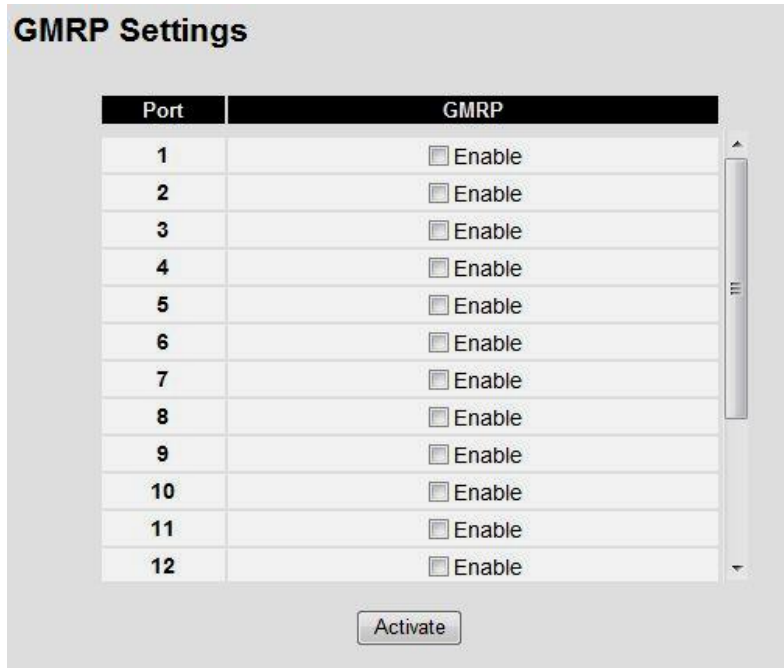 GMRP Settings
Port GMRP
1 Enable
2 Enable
3 Enable
4 Enable
5 Enable
6 Enable
7 Enable
8 Enable
9 Enable
10 Enable
11 Enable
12 Enable
Activate